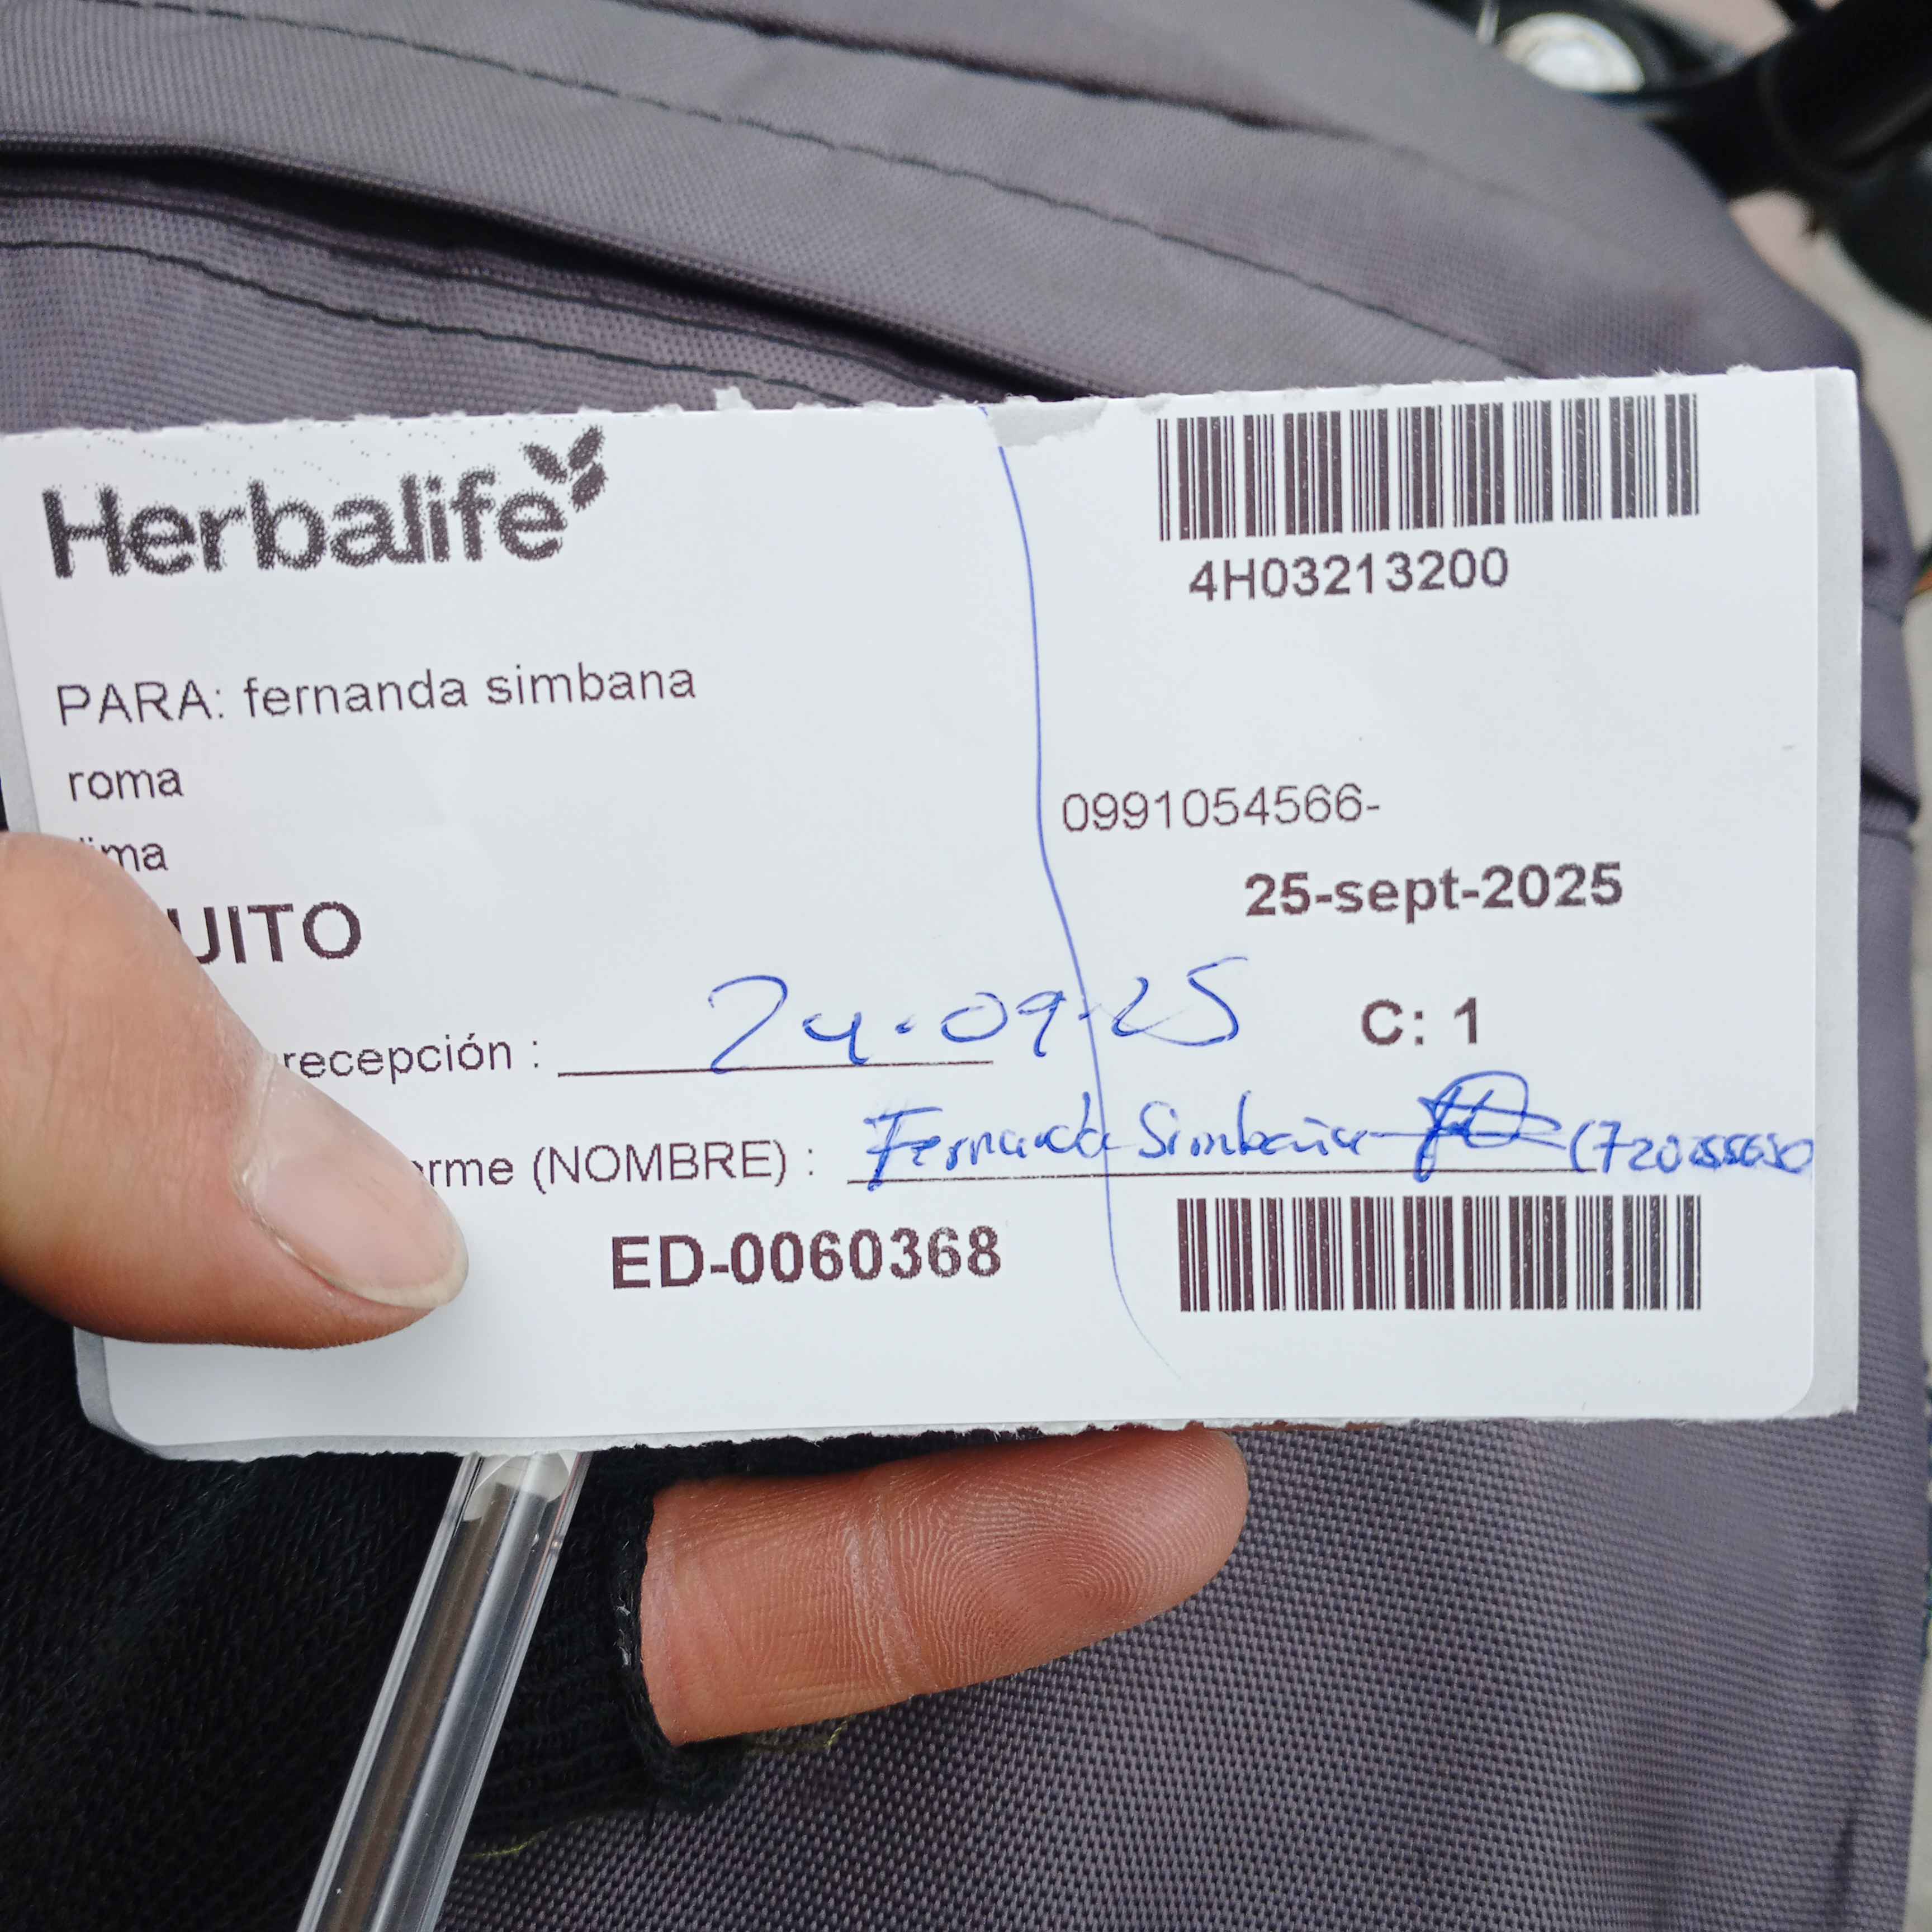 Herbalife
4H03213200
PARA: fernanda simbana
roma
0991054566-
25-sept-2025
UITO
recepción : 24-09-25
C: 1
rme (NOMBRE) : Fernanda Simbaña
ED-0060368